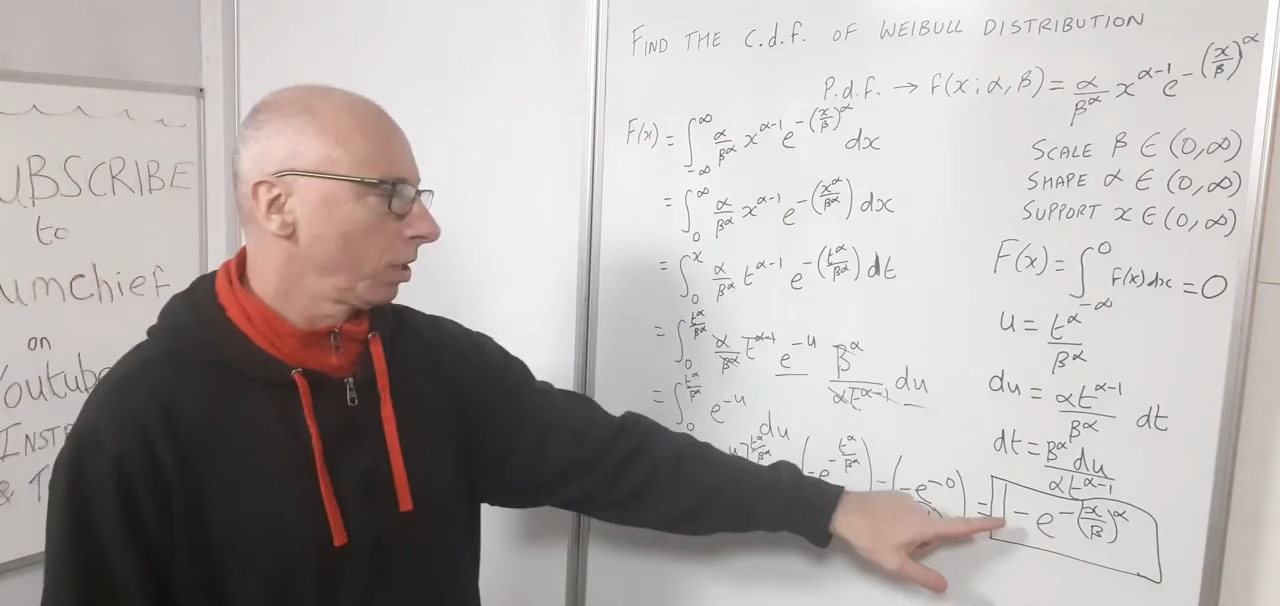 UBSCRIBE
to
umchief
on
Youtube
INST
& T
FIND THE C.d.f. OF WEIBULL DISTRIBUTION
P.d.f. → f(x; α, β) = α/β^α x^(α-1) e^-(x/β)^α
F(x) = ∫_-∞^∞ α/β^α x^(α-1) e^-(x/β)^α dx
= ∫_0^∞ α/β^α x^(α-1) e^-(x^α/β^α) dx
= ∫_0^x α/β^α t^(α-1) e^-(t^α/β^α) dt
= ∫_0^(t^α/β^α) α/β^α t^(α-1) e^-u β^α/(αt^(α-1)) du
= ∫_0^(t^α/β^α) e^-u du
(-e^-(t^α/β^α)) - (-e^-0) = 1 - e^-(x/β)^α
SCALE β ∈ (0,∞)
SHAPE α ∈ (0,∞)
SUPPORT x ∈ (0,∞)
F(x) = ∫_-∞^0 F(x) dx = 0
u = t^α/β^α
du = αt^(α-1)/β^α dt
dt = β^α du/αt^(α-1)